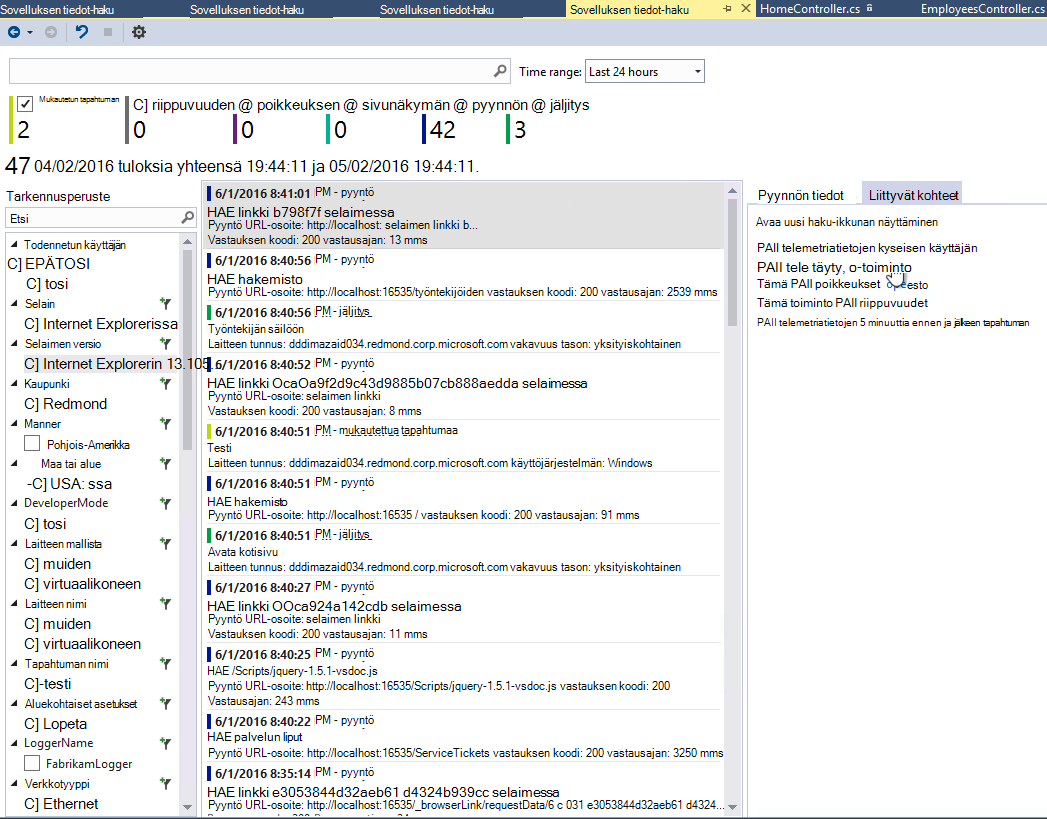 Sovelluksen tiedot-haku Sovelluksen tiedot-haku Sovelluksen tiedot-haku Sovelluksen tiedot-haku HomeController.cs EmployeesController.cs
Time range: Last 24 hours
Mukautetun tapahtuman C] riippuvuuden @ poikkeuksen @ sivunäkymän @ pyynnön @ jäljitys
2 0 0 0 42 3
47 04/02/2016 tuloksia yhteensä 19:44:11 ja 05/02/2016 19:44:11.
Tarkennusperuste
Etsi
Todennetun käyttäjän
C] EPÄTOSI
C] tosi
Selain
C] Internet Explorerissa
Selaimen versio
C] Internet Explorerin 13.105
Kaupunki
C] Redmond
Manner
Pohjois-Amerikka
Maa tai alue
-C] USA: ssa
DeveloperMode
C] tosi
Laitteen mallista
C] muiden
C] virtuaalikoneen
Laitteen nimi
C] muiden
C] virtuaalikoneen
Tapahtuman nimi
C]-testi
Aluekohtaiset asetukset
C] Lopeta
LoggerName
FabrikamLogger
Verkkotyyppi
C] Ethernet
6/1/2016 8:41:01 PM - pyyntö
HAE linkki b798f7f selaimessa
Pyyntö URL-osoite: http://localhost: selaimen linkki b...
Vastauksen koodi: 200 vastausajan: 13 mms
6/1/2016 8:40:56 PM - pyyntö
HAE hakemisto
Pyyntö URL-osoite: http://localhost:16535/työntekijöiden vastauksen koodi: 200 vastausajan: 2539 mms
6/1/2016 8:40:56 PM - jäljitys
Työntekijän säilöön
Laitteen tunnus: dddimazaid034.redmond.corp.microsoft.com vakavuus tason: yksityiskohtainen
6/1/2016 8:40:52 PM - pyyntö
HAE linkki OcaOa9f2d9c43d9885b07cb888aedda selaimessa
Pyyntö URL-osoite: selaimen linkki
Vastauksen koodi: 200 vastausajan: 8 mms
6/1/2016 8:40:51 PM - mukautettua tapahtumaa
Testi
Laitteen tunnus: dddimazaid034.redmond.corp.microsoft.com käyttöjärjestelmän: Windows
6/1/2016 8:40:51 PM - pyyntö
HAE hakemisto
Pyyntö URL-osoite: http://localhost:16535 / vastauksen koodi: 200 vastausajan: 91 mms
6/1/2016 8:40:51 PM - jäljitys
Avata kotisivu
Laitteen tunnus: dddimazaid034.redmond.corp.microsoft.com vakavuus tason: yksityiskohtainen
6/1/2016 8:40:27 PM - pyyntö
HAE linkki OOca924a142cdb selaimessa
Pyyntö URL-osoite: selaimen linkki
Vastauksen koodi: 200 vastausajan: 11 mms
6/1/2016 8:40:25 PM - pyyntö
HAE /Scripts/jquery-1.5.1-vsdoc.js
Pyyntö URL-osoite: http://localhost:16535/Scripts/jquery-1.5.1-vsdoc.js vastauksen koodi: 200
Vastausajan: 243 mms
6/1/2016 8:40:22 PM - pyyntö
HAE palvelun liput
Pyyntö URL-osoite: http://localhost:16535/ServiceTickets vastauksen koodi: 200 vastausajan: 3250 mms
6/1/2016 8:35:14 PM - pyyntö
HAE linkki e3053844d32aeb61 d4324b939cc selaimessa
Pyyntö URL-osoite: http://localhost:16535/_browserLink/requestData/6 c 031 e3053844d32aeb61 d4324...
Pyynnön tiedot Liittyvät kohteet
Avaa uusi haku-ikkunan näyttäminen
PAII telemetriatietojen kyseisen käyttäjän
PAII tele täyty, o-toiminto
Tämä PAII poikkeukset
Tämä toiminto PAII riippuvuudet
PAII telemetriatietojen 5 minuuttia ennen ja jälkeen tapahtuman